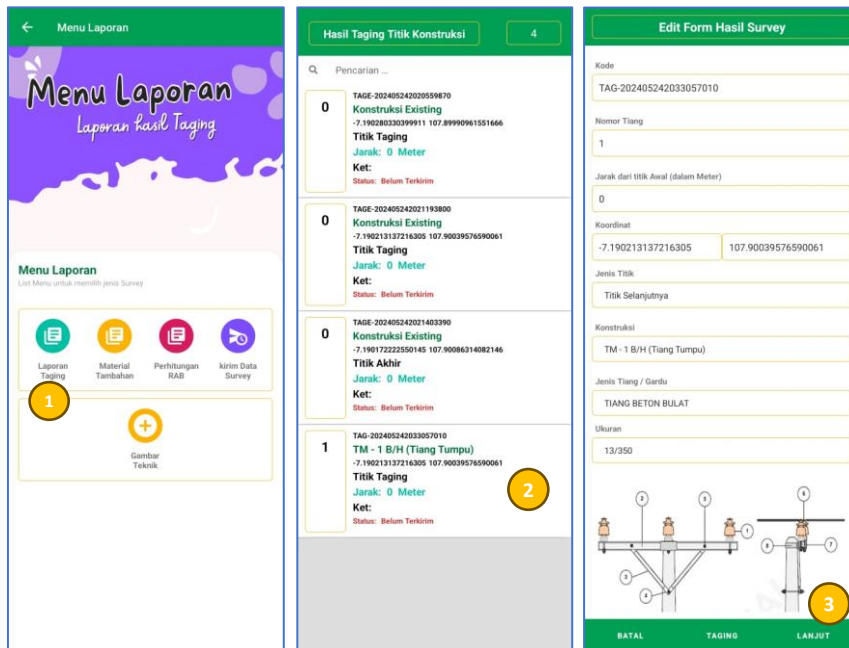 Menu Laporan
Menu Laporan
Laporan hasil Taging
Menu Laporan
List Menu untuk memilih jenis Survey
Laporan Taging
Material Tambahan
Perhitungan RAB
kirim Data Survey
1
Gambar Teknik
Hasil Taging Titik Konstruksi
4
Pencarian ...
0
TAGE-202405242020559870
Konstruksi Existing
-7.190280330399911 107.89990961551666
Titik Taging
Jarak: 0 Meter
Ket:
Status: Belum Terkirim
0
TAGE-202405242021193800
Konstruksi Existing
-7.190213137216305 107.90039576590061
Titik Taging
Jarak: 0 Meter
Ket:
Status: Belum Terkirim
0
TAGE-202405242021403390
Konstruksi Existing
-7.190172222550145 107.90086314082146
Titik Akhir
Jarak: 0 Meter
Ket:
Status: Belum Terkirim
1
TAG-202405242033057010
TM - 1 B/H (Tiang Tumpu)
-7.190213137216305 107.90039576590061
Titik Taging
Jarak: 0 Meter
Ket:
Status: Belum Terkirim
2
Edit Form Hasil Survey
Kode
TAG-202405242033057010
Nomor Tiang
1
Jarak dari titik Awal (dalam Meter)
0
Koordinat
-7.190213137216305
107.90039576590061
Jenis Titik
Titik Selanjutnya
Konstruksi
TM - 1 B/H (Tiang Tumpu)
Jenis Tiang / Gardu
TIANG BETON BULAT
Ukuran
13/350
2
5
6
1
3
4
8
7
3
BATAL
TAGING
LANJUT